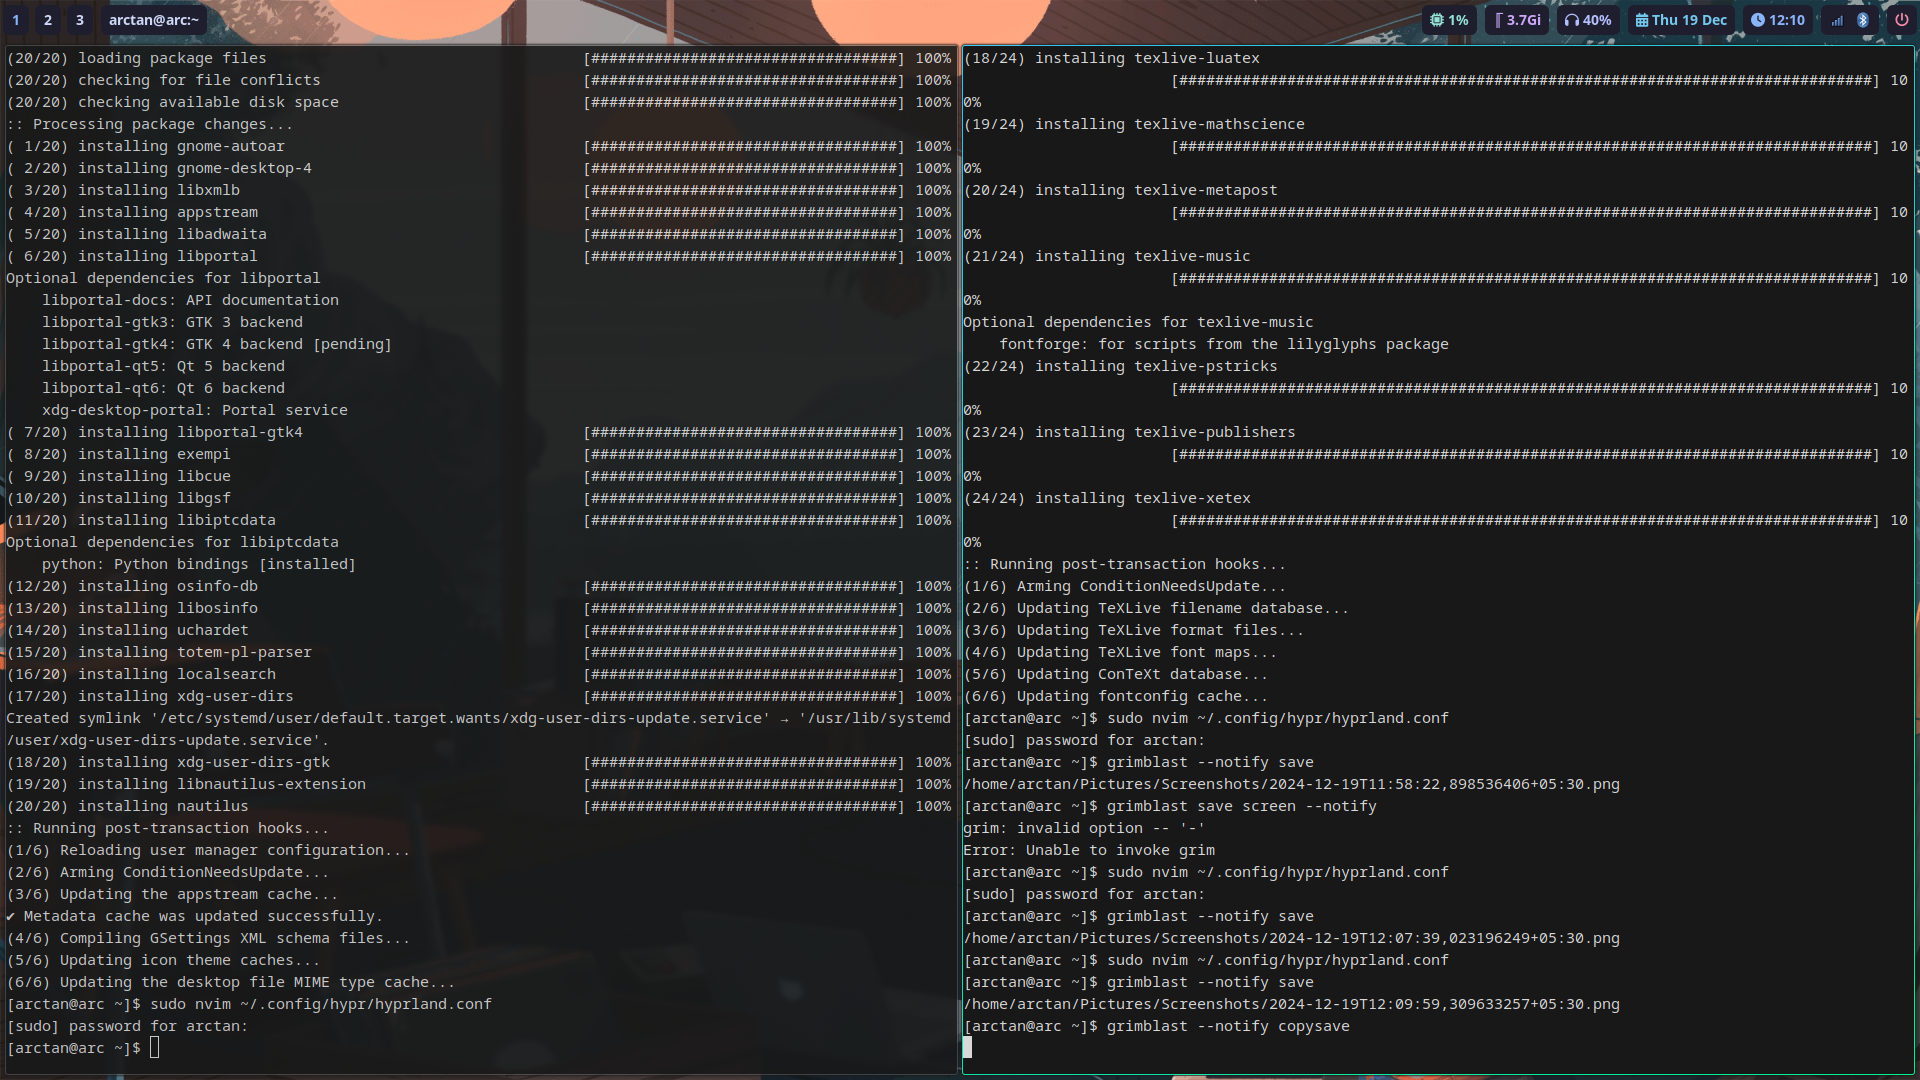 1 2 3 arctan@arc:~ 1% 3.7Gi 40% Thu 19 Dec 12:10
(20/20) loading package files [##################################] 100%
(20/20) checking for file conflicts [##################################] 100%
(20/20) checking available disk space [##################################] 100%
:: Processing package changes...
( 1/20) installing gnome-autoar [##################################] 100%
( 2/20) installing gnome-desktop-4 [##################################] 100%
( 3/20) installing libxmlb [##################################] 100%
( 4/20) installing appstream [##################################] 100%
( 5/20) installing libadwaita [##################################] 100%
( 6/20) installing libportal [##################################] 100%
Optional dependencies for libportal
libportal-docs: API documentation
libportal-gtk3: GTK 3 backend
libportal-gtk4: GTK 4 backend [pending]
libportal-qt5: Qt 5 backend
libportal-qt6: Qt 6 backend
xdg-desktop-portal: Portal service
( 7/20) installing libportal-gtk4 [##################################] 100%
( 8/20) installing exempi [##################################] 100%
( 9/20) installing libcue [##################################] 100%
(10/20) installing libgsf [##################################] 100%
(11/20) installing libiptcdata [##################################] 100%
Optional dependencies for libiptcdata
python: Python bindings [installed]
(12/20) installing osinfo-db [##################################] 100%
(13/20) installing libosinfo [##################################] 100%
(14/20) installing uchardet [##################################] 100%
(15/20) installing totem-pl-parser [##################################] 100%
(16/20) installing localsearch [##################################] 100%
(17/20) installing xdg-user-dirs [##################################] 100%
Created symlink '/etc/systemd/user/default.target.wants/xdg-user-dirs-update.service' → '/usr/lib/systemd
/user/xdg-user-dirs-update.service'.
(18/20) installing xdg-user-dirs-gtk [##################################] 100%
(19/20) installing libnautilus-extension [##################################] 100%
(20/20) installing nautilus [##################################] 100%
:: Running post-transaction hooks...
(1/6) Reloading user manager configuration...
(2/6) Arming ConditionNeedsUpdate...
(3/6) Updating the appstream cache...
✔ Metadata cache was updated successfully.
(4/6) Compiling GSettings XML schema files...
(5/6) Updating icon theme caches...
(6/6) Updating the desktop file MIME type cache...
[arctan@arc ~]$ sudo nvim ~/.config/hypr/hyprland.conf
[sudo] password for arctan:
[arctan@arc ~]$
(18/24) installing texlive-luatex
[#############################################################################] 10
0%
(19/24) installing texlive-mathscience
[#############################################################################] 10
0%
(20/24) installing texlive-metapost
[#############################################################################] 10
0%
(21/24) installing texlive-music
[#############################################################################] 10
0%
Optional dependencies for texlive-music
fontforge: for scripts from the lilyglyphs package
(22/24) installing texlive-pstricks
[#############################################################################] 10
0%
(23/24) installing texlive-publishers
[#############################################################################] 10
0%
(24/24) installing texlive-xetex
[#############################################################################] 10
0%
:: Running post-transaction hooks...
(1/6) Arming ConditionNeedsUpdate...
(2/6) Updating TeXLive filename database...
(3/6) Updating TeXLive format files...
(4/6) Updating TeXLive font maps...
(5/6) Updating ConTeXt database...
(6/6) Updating fontconfig cache...
[arctan@arc ~]$ sudo nvim ~/.config/hypr/hyprland.conf
[sudo] password for arctan:
[arctan@arc ~]$ grimblast --notify save
/home/arctan/Pictures/Screenshots/2024-12-19T11:58:22,898536406+05:30.png
[arctan@arc ~]$ grimblast save screen --notify
grim: invalid option -- '-'
Error: Unable to invoke grim
[arctan@arc ~]$ sudo nvim ~/.config/hypr/hyprland.conf
[sudo] password for arctan:
[arctan@arc ~]$ grimblast --notify save
/home/arctan/Pictures/Screenshots/2024-12-19T12:07:39,023196249+05:30.png
[arctan@arc ~]$ sudo nvim ~/.config/hypr/hyprland.conf
[arctan@arc ~]$ grimblast --notify save
/home/arctan/Pictures/Screenshots/2024-12-19T12:09:59,309633257+05:30.png
[arctan@arc ~]$ grimblast --notify copysave